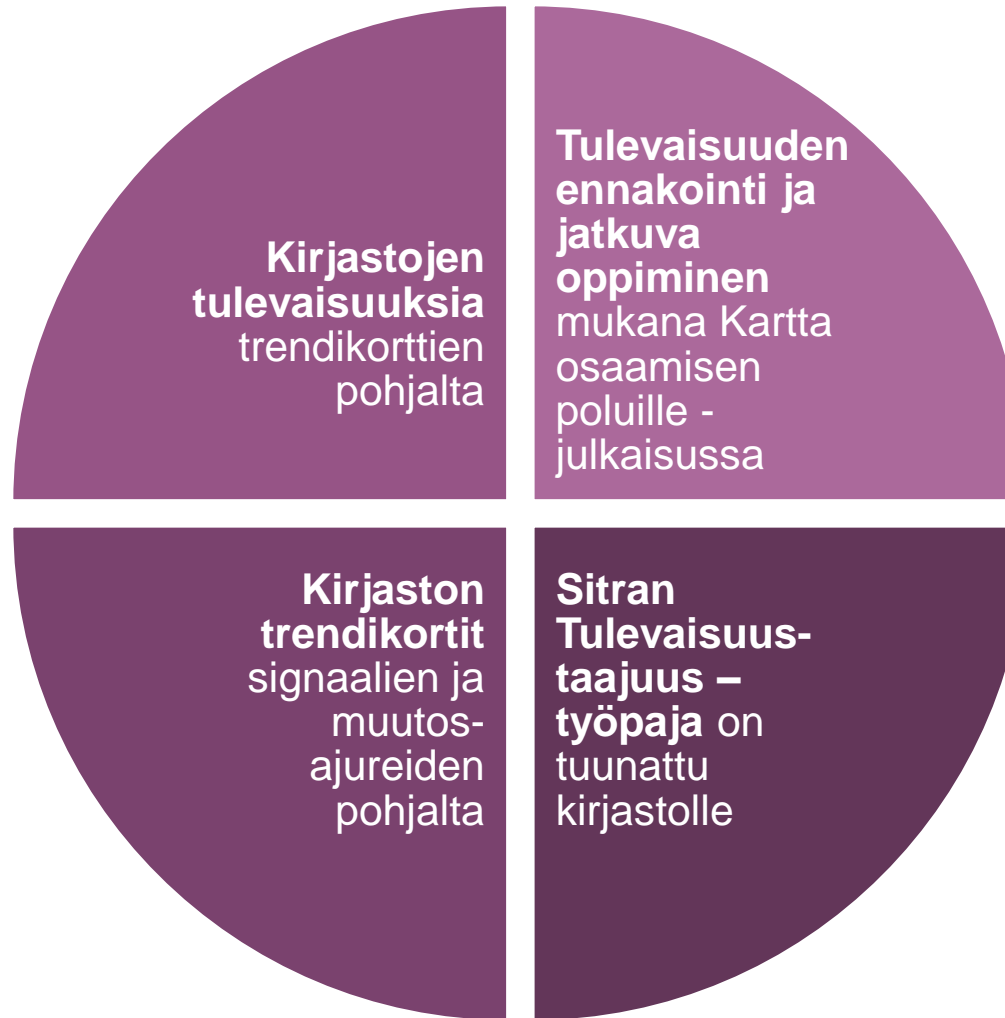 Kirjastojen
tulevaisuuksia
trendikorttien
pohjalta
Tulevaisuuden
ennakointi ja
jatkuva
oppiminen
mukana Kartta
osaamisen
poluille -
julkaisussa
Kirjaston
trendikortit
signaalien ja
muutos-
ajureiden
pohjalta
Sitran
Tulevaisuus-
taajuus –
työpaja on
tuunattu
kirjastolle